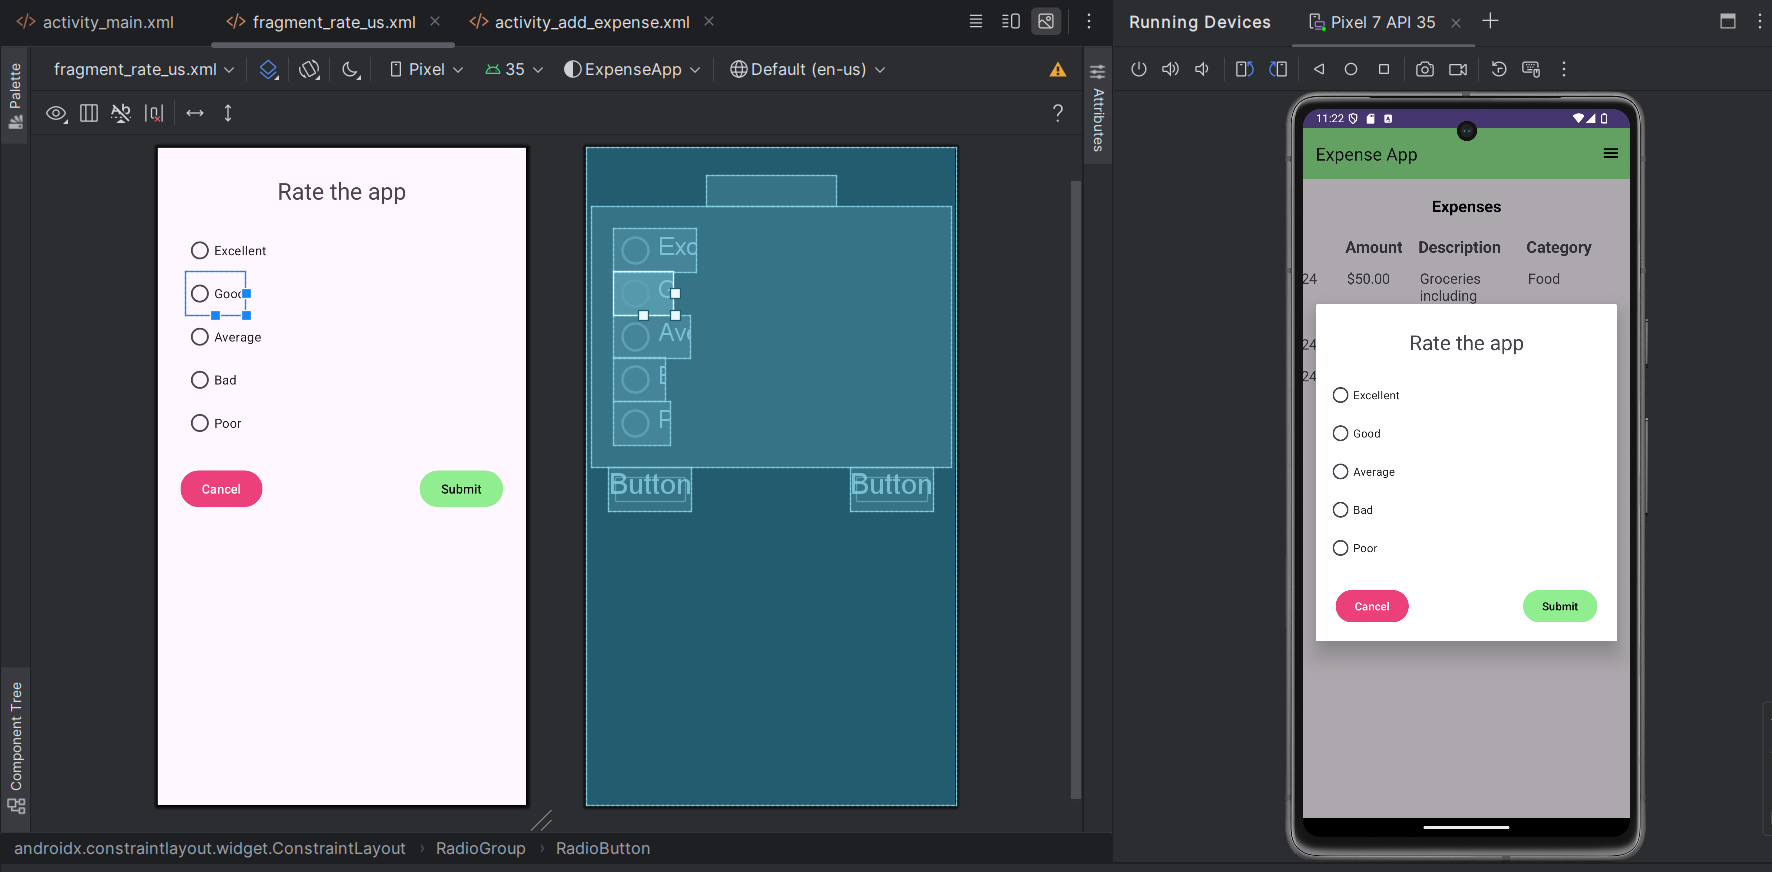 activity_main.xml
fragment_rate_us.xml
activity_add_expense.xml
Running Devices
Pixel 7 API 35
fragment_rate_us.xml
Pixel
35
ExpenseApp
Default (en-us)
Palette
Attributes
Component Tree
?
Rate the app
Excellent
Good
Average
Bad
Poor
Cancel
Submit
Exc
G
Ave
B
P
Button
Button
11:22
Expense App
Expenses
Amount Description Category
24 $50.00 Groceries including Food
24
24
Rate the app
Excellent
Good
Average
Bad
Poor
Cancel
Submit
androidx.constraintlayout.widget.ConstraintLayout › RadioGroup › RadioButton